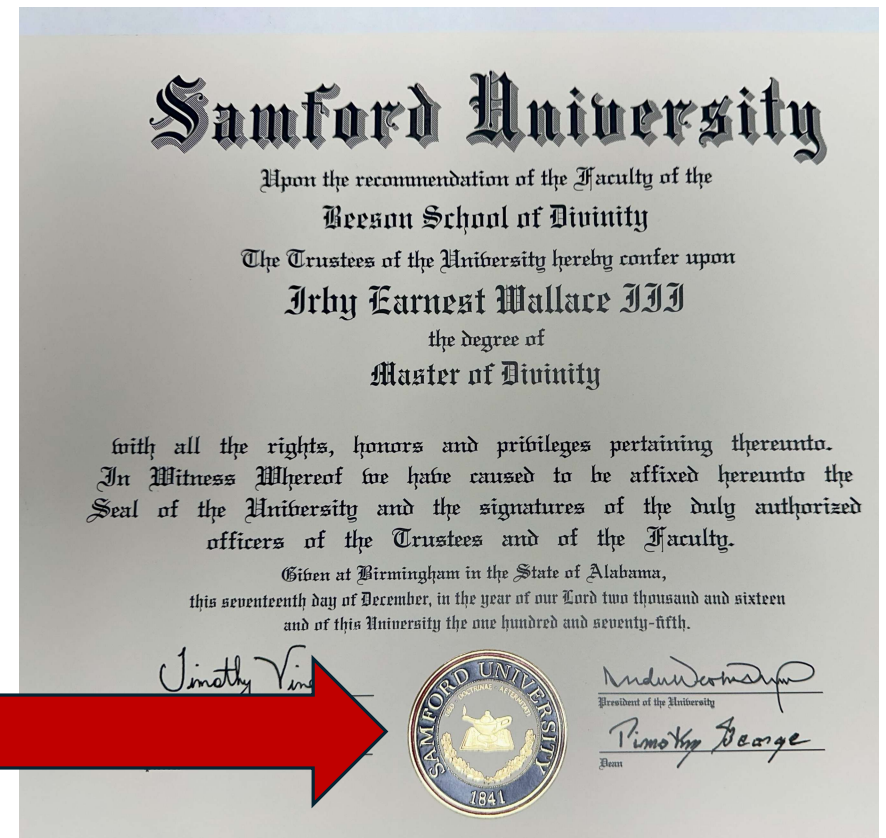 Samford University
Upon the recommendation of the Faculty of the
Beeson School of Divinity
The Trustees of the University hereby confer upon
Irby Earnest Wallace III
the degree of
Master of Divinity
with all the rights, honors and privileges pertaining thereunto.
In Witness Whereof we have caused to be affixed hereunto the
Seal of the University and the signatures of the duly authorized
officers of the Trustees and of the Faculty.
Given at Birmingham in the State of Alabama,
this seventeenth day of December, in the year of our Lord two thousand and sixteen
and of this University the one hundred and seventy-fifth.
Timothy
President of the University
Timothy George
Dean
SAMFORD UNIVERSITY
1841